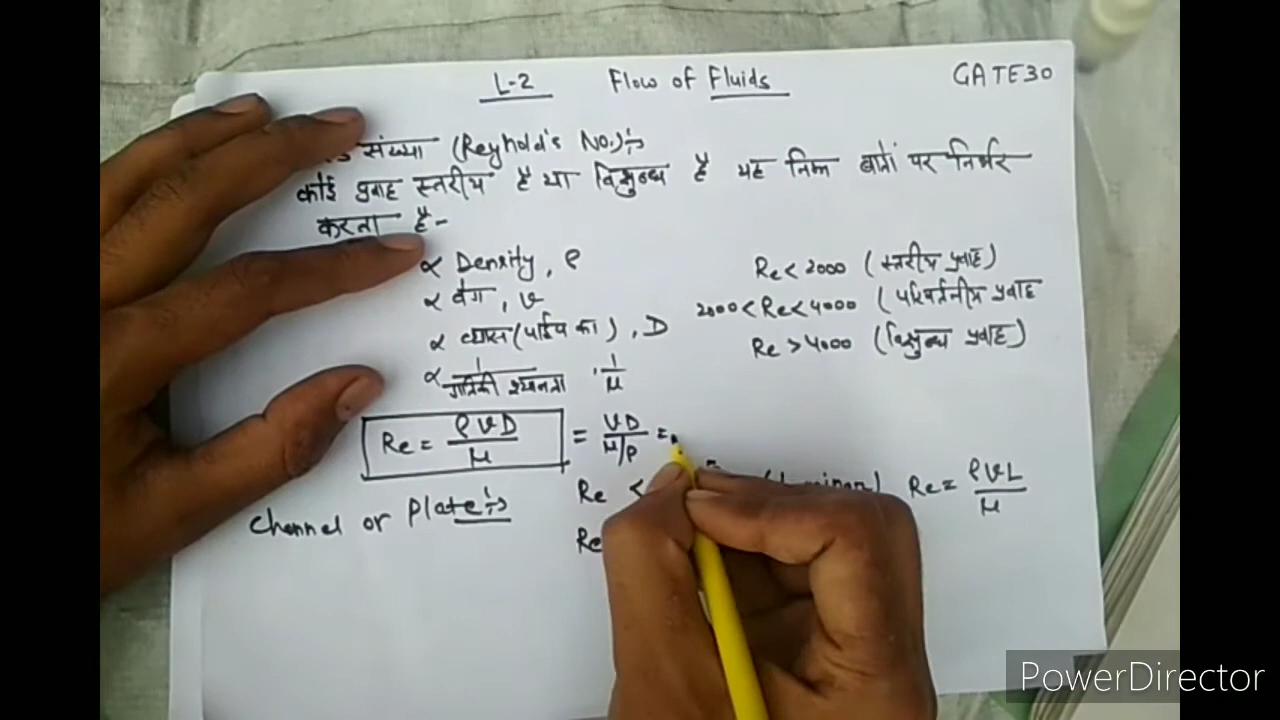 L-2 Flow of Fluids GATE30
संख्या (Reynold's No.):→
कोई प्रवाह स्तरीय है या विक्षुब्ध है यह निम्न बातों पर निर्भर
करता है-
∝ Density, ρ
∝ वेग, v
∝ व्यास (पाईप का), D
∝ 1/गतिकी श्यानता, 1/μ
Re < 2000 (स्तरीय प्रवाह)
2000 < Re < 4000 (परिवर्तनीय प्रवाह
Re > 4000 (विक्षुब्ध प्रवाह)
Re = ρVD/μ = VD/μ/ρ =
Channel or Plate:→
Re <
Re = ρVL/μ
Re
PowerDirector